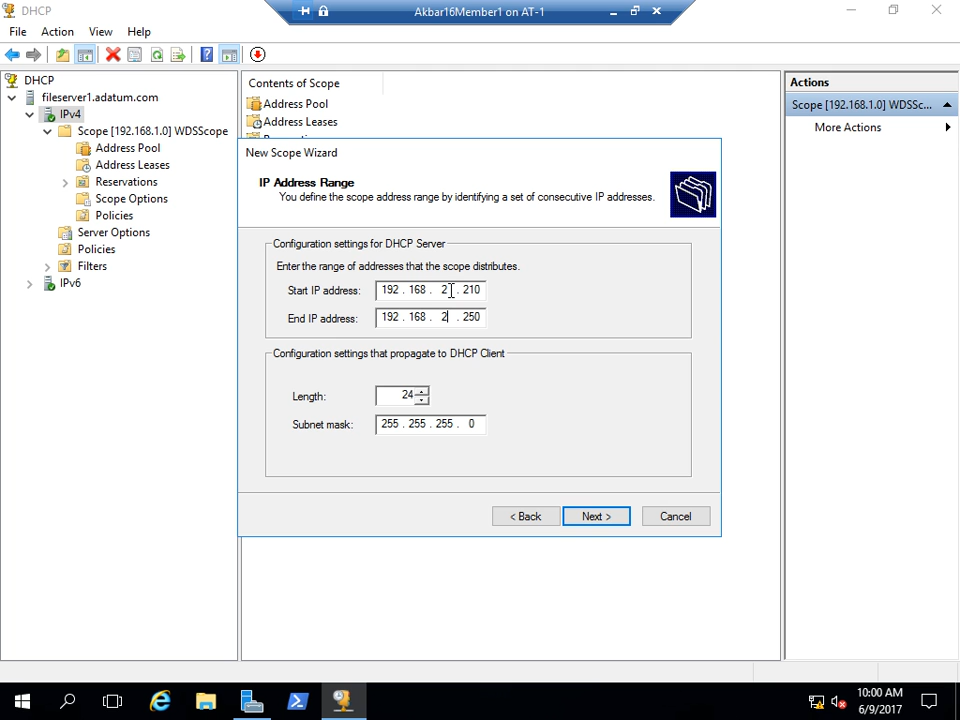 DHCP
Akbar16Member1 on AT-1
File Action View Help
DHCP
fileserver1.adatum.com
IPv4
Scope [192.168.1.0] WDSScope
Address Pool
Address Leases
Reservations
Scope Options
Policies
Server Options
Policies
Filters
IPv6
Contents of Scope
Address Pool
Address Leases
New Scope Wizard
IP Address Range
You define the scope address range by identifying a set of consecutive IP addresses.
Configuration settings for DHCP Server
Enter the range of addresses that the scope distributes.
Start IP address: 192 . 168 . 2 . 210
End IP address: 192 . 168 . 2 . 250
Configuration settings that propagate to DHCP Client
Length: 24
Subnet mask: 255 . 255 . 255 . 0
< Back Next > Cancel
Actions
Scope [192.168.1.0] WDSSc...
More Actions
10:00 AM
6/9/2017